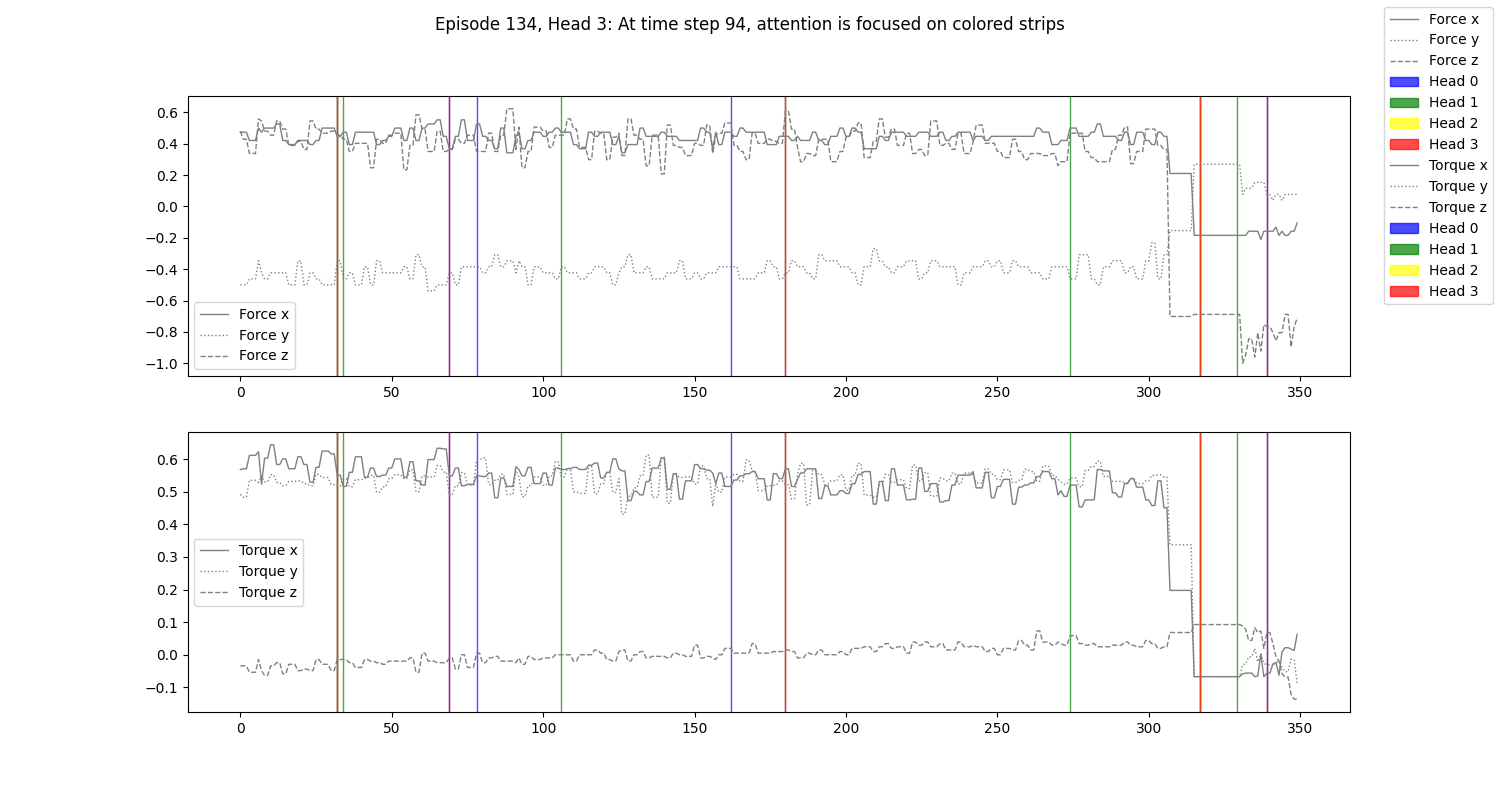 Episode 134, Head 3: At time step 94, attention is focused on colored strips
Force x
Force y
Force z
Head 0
Head 1
Head 2
Head 3
Torque x
Torque y
Torque z
Head 0
Head 1
Head 2
Head 3
0.6
0.4
0.2
0.0
−0.2
−0.4
−0.6
−0.8
−1.0
Force x
Force y
Force z
0 50 100 150 200 250 300 350
0.6
0.5
0.4
0.3
0.2
0.1
0.0
−0.1
Torque x
Torque y
Torque z
0 50 100 150 200 250 300 350